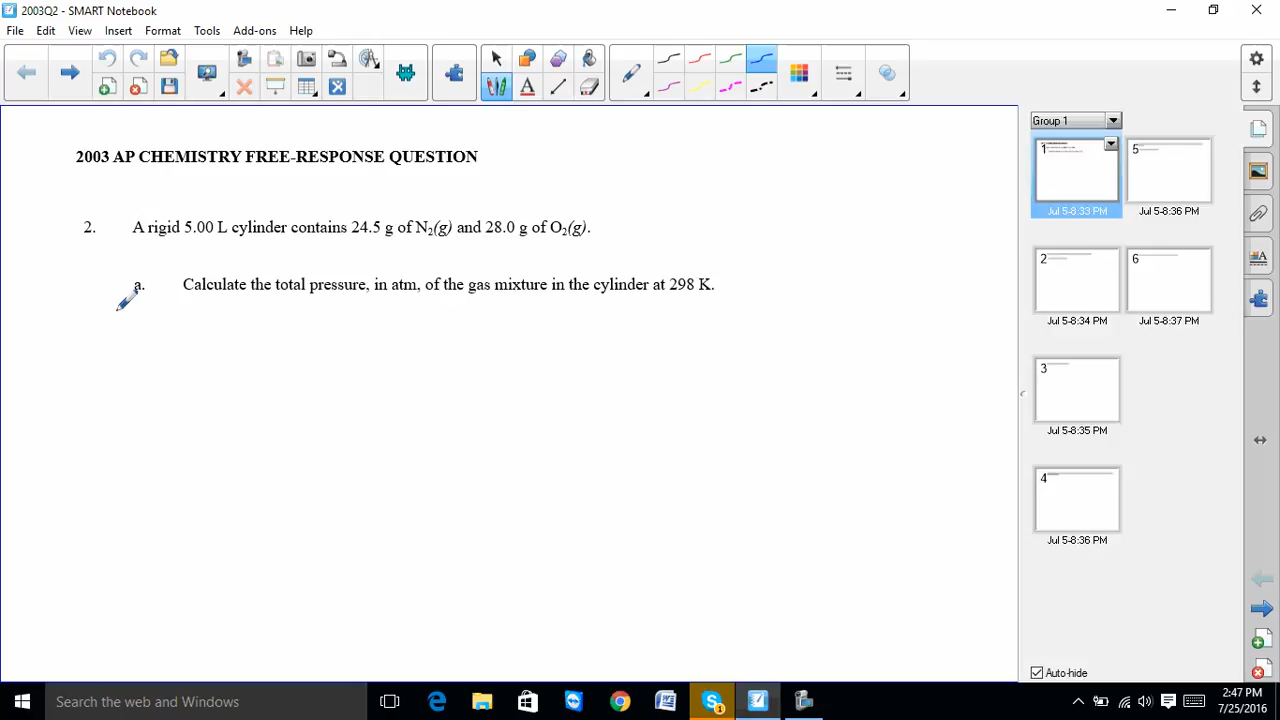 2003Q2 - SMART Notebook
File Edit View Insert Format Tools Add-ons Help
Group 1
2003 AP CHEMISTRY FREE-RESPONSE QUESTION
2. A rigid 5.00 L cylinder contains 24.5 g of N2(g) and 28.0 g of O2(g).
a. Calculate the total pressure, in atm, of the gas mixture in the cylinder at 298 K.
1 5
Jul 5-8:33 PM Jul 5-8:36 PM
2 6
Jul 5-8:34 PM Jul 5-8:37 PM
3
Jul 5-8:35 PM
4
Jul 5-8:36 PM
Auto-hide
Search the web and Windows
2:47 PM
7/25/2016